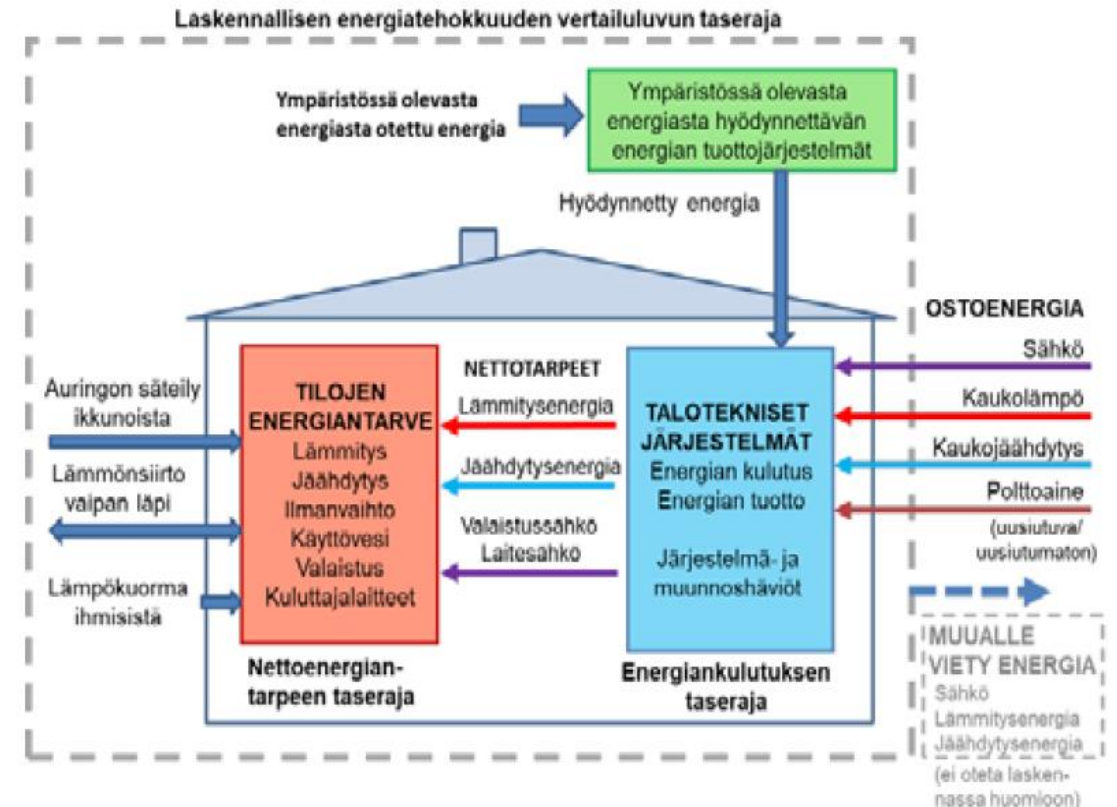 Laskennallisen energiatehokkuuden vertailuluvun taseraja
Ympäristössä olevasta
energiasta otettu energia
Ympäristössä olevasta
energiasta hyödynnettävän
energian tuottojärjestelmät
Hyödynnetty energia
OSTOENERGIA
Sähkö
Kaukolämpö
Kaukojäähdytys
Polttoaine
(uusiutuva/
uusiutumaton)
Auringon säteily
ikkunoista
Lämmönsiirto
vaipan läpi
Lämpökuorma
ihmisistä
TILOJEN
ENERGIANTARVE
Lämmitys
Jäähdytys
Ilmanvaihto
Käyttövesi
Valaistus
Kuluttajalaitteet
Nettoenergian-
tarpeen taseraja
NETTOTARPEET
Lämmitysenergia
Jäähdytysenergia
Valaistussähkö
Laitesähkö
TALOTEKNISET
JÄRJESTELMÄT
Energian kulutus
Energian tuotto
Järjestelmä- ja
muunnoshäviöt
Energiankulutuksen
taseraja
MUUALLE
VIETY ENERGIA
Sähkö
Lämmitysenergia
Jäähdytysenergia
(ei oteta lasken-
nassa huomioon)